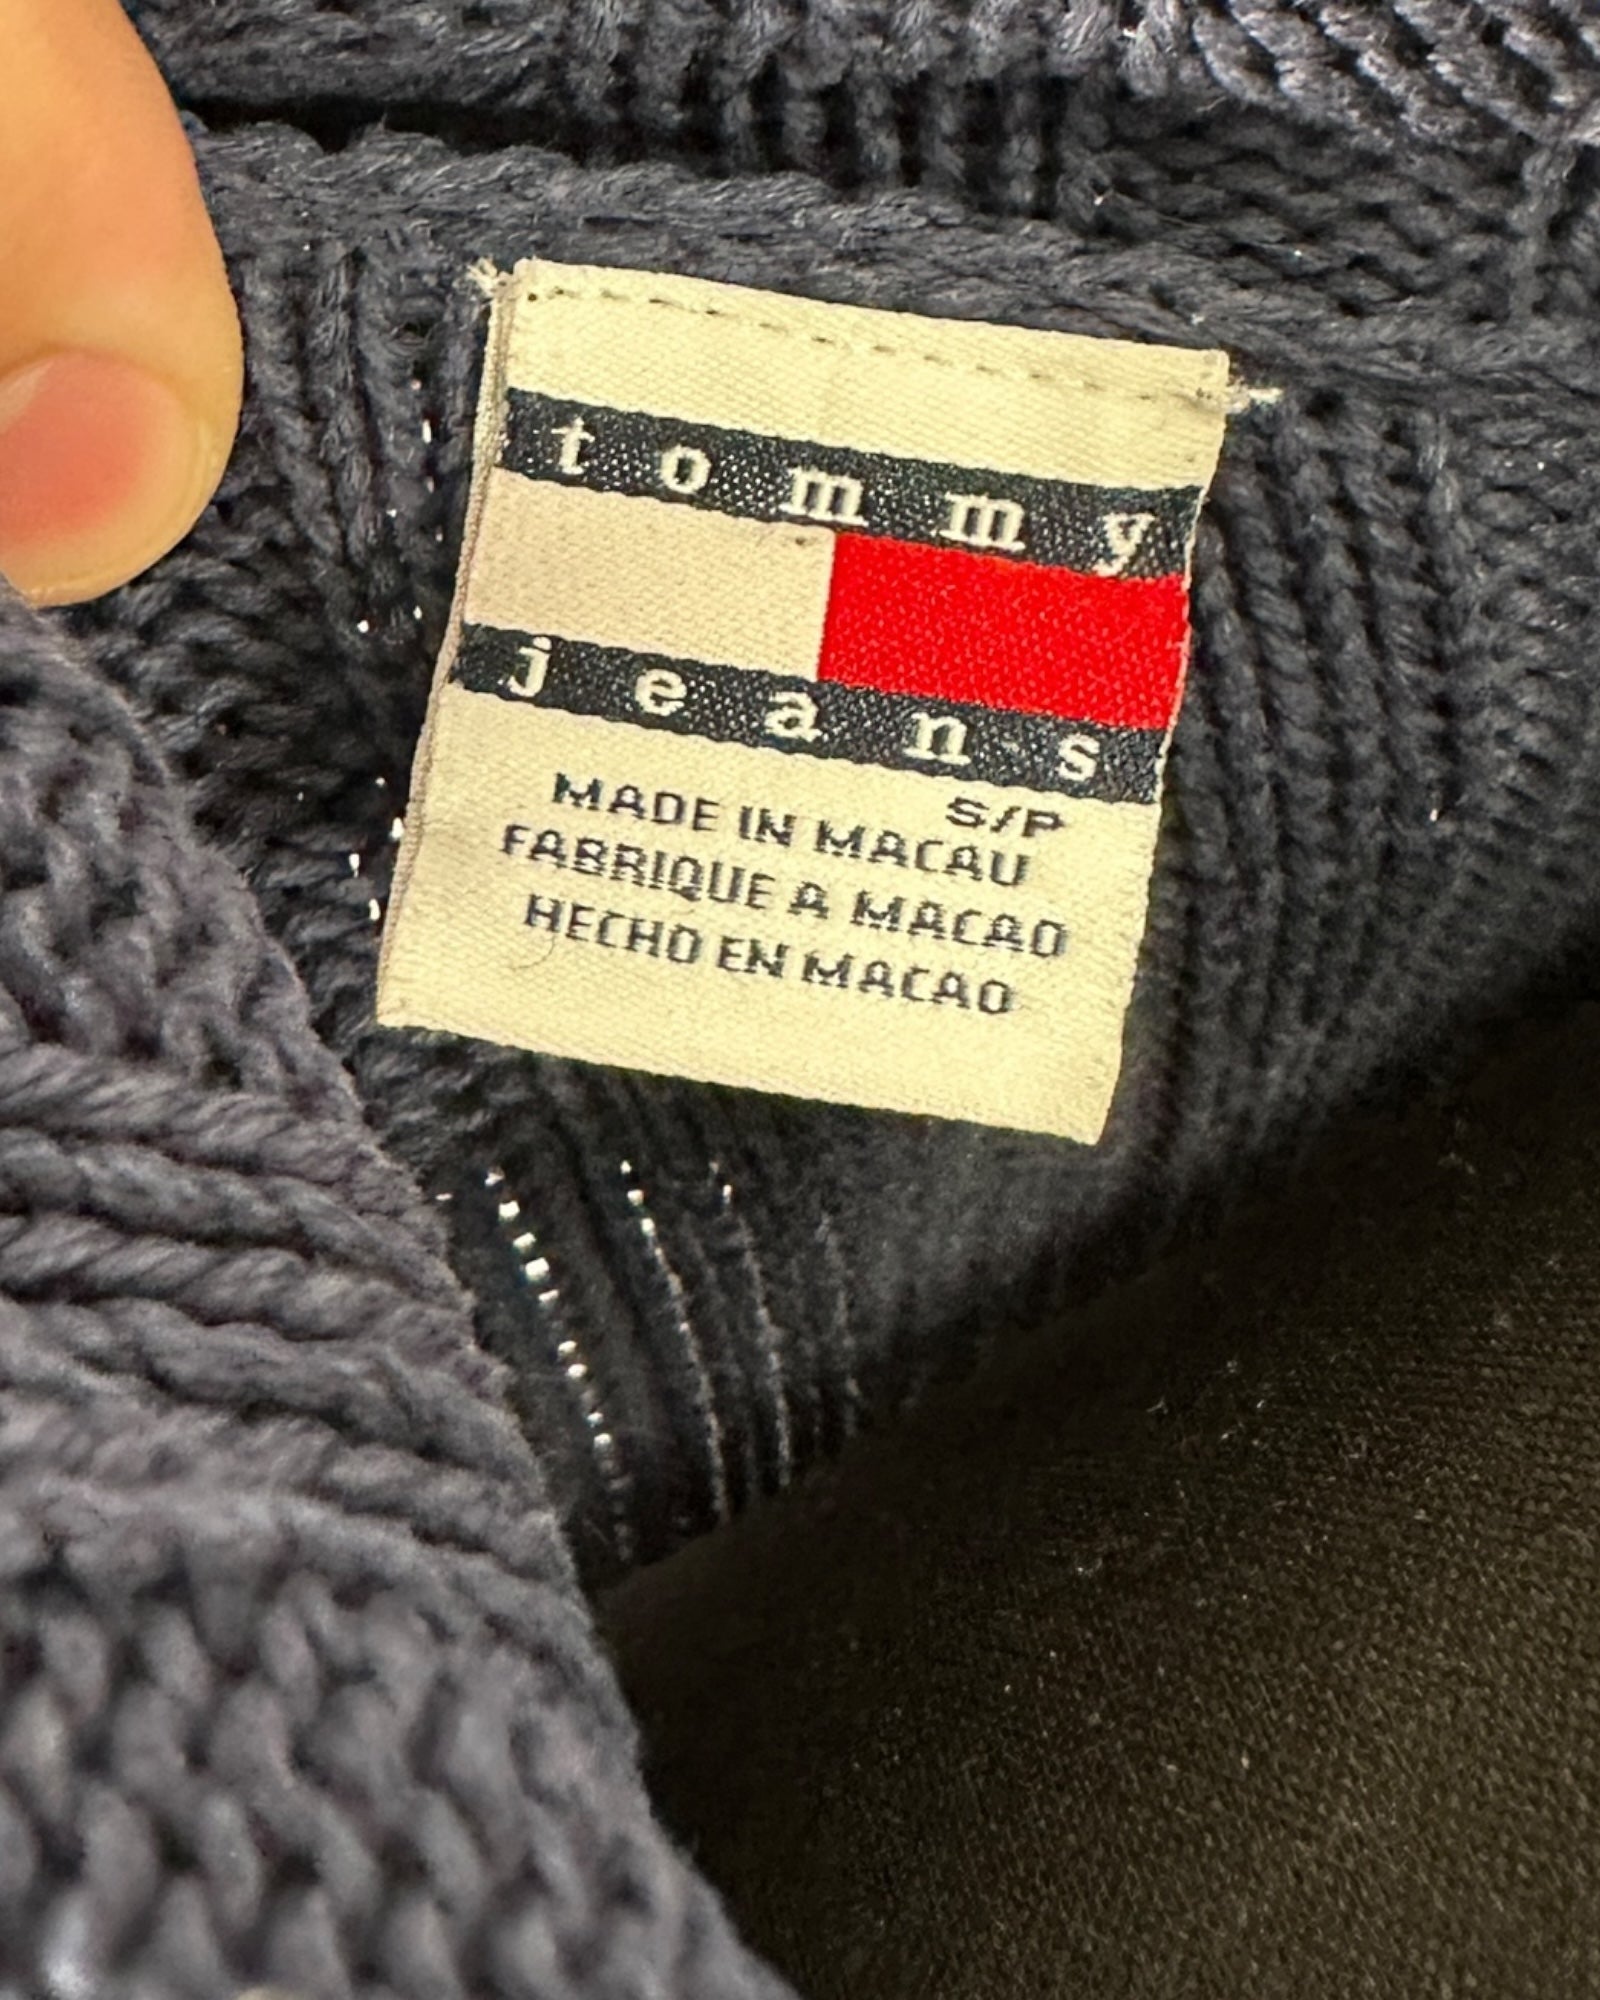 tommy
jeans
S/P
MADE IN MACAU
FABRIQUE A MACAO
HECHO EN MACAO